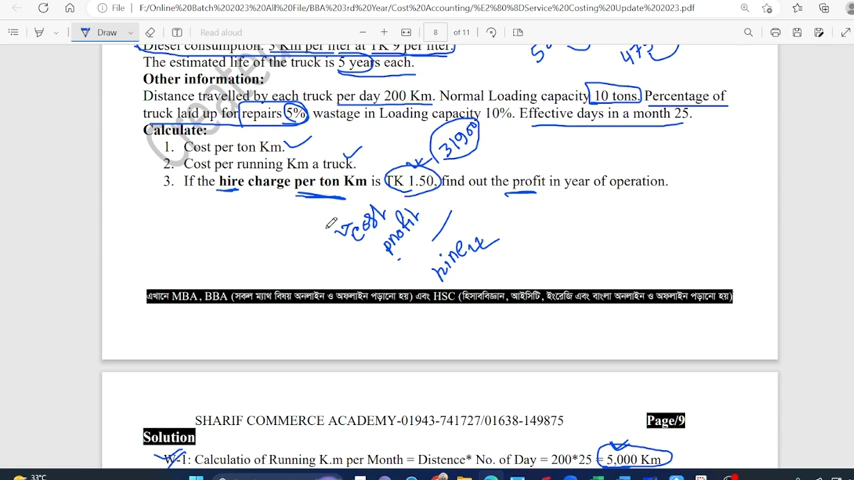 File
F:/Online%20Batch%202023%20All%20File/BBA%203rd%20Year/Cost%20Accounting/%E2%80%8DService%20Costing%20Update%202023.pdf
Draw
8 of 11
Diesel consumption: 3 Km per liter at TK 9 per liter.
The estimated life of the truck is 5 years each.
Other information:
Distance travelled by each truck per day 200 Km. Normal Loading capacity 10 tons. Percentage of
truck laid up for repairs 5% wastage in Loading capacity 10%. Effective days in a month 25.
Calculate:
1. Cost per ton Km.
2. Cost per running Km a truck.
31900
3. If the hire charge per ton Km is TK 1.50, find out the profit in year of operation.
cost
profit
এখানে MBA, BBA (সকল ম্যাথ বিষয় অনলাইন ও অফলাইন পড়ানো হয়) এবং HSC (হিসাববিজ্ঞান, আইসিটি, ইংরেজি এবং বাংলা অনলাইন ও অফলাইন পড়ানো হয়)
SHARIF COMMERCE ACADEMY-01943-741727/01638-149875 Page/9
Solution
W-1: Calculatio of Running K.m per Month = Distence* No. of Day = 200*25 = 5,000 Km
33°C